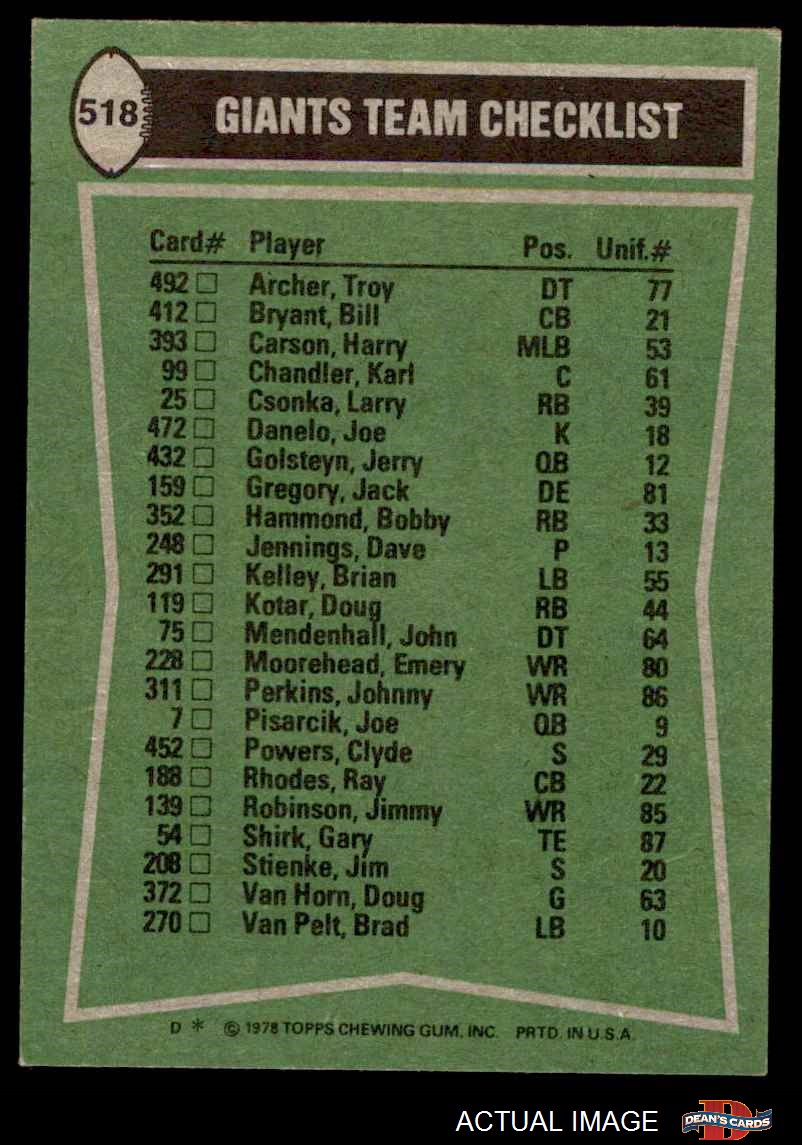 518
GIANTS TEAM CHECKLIST
Card# Player Pos. Unif.#
492 Archer, Troy DT 77
412 Bryant, Bill CB 21
393 Carson, Harry MLB 53
99 Chandler, Karl C 61
25 Csonka, Larry RB 39
472 Danelo, Joe K 18
432 Golsteyn, Jerry QB 12
159 Gregory, Jack DE 81
352 Hammond, Bobby RB 33
248 Jennings, Dave P 13
291 Kelley, Brian LB 55
119 Kotar, Doug RB 44
75 Mendenhall, John DT 64
228 Moorehead, Emery WR 80
311 Perkins, Johnny WR 86
7 Pisarcik, Joe QB 9
452 Powers, Clyde S 29
188 Rhodes, Ray CB 22
139 Robinson, Jimmy WR 85
54 Shirk, Gary TE 87
208 Stienke, Jim S 20
372 Van Horn, Doug G 63
270 Van Pelt, Brad LB 10
D * © 1978 TOPPS CHEWING GUM, INC. PRTD. IN U.S.A.
ACTUAL IMAGE
D
DEAN'S CARDS